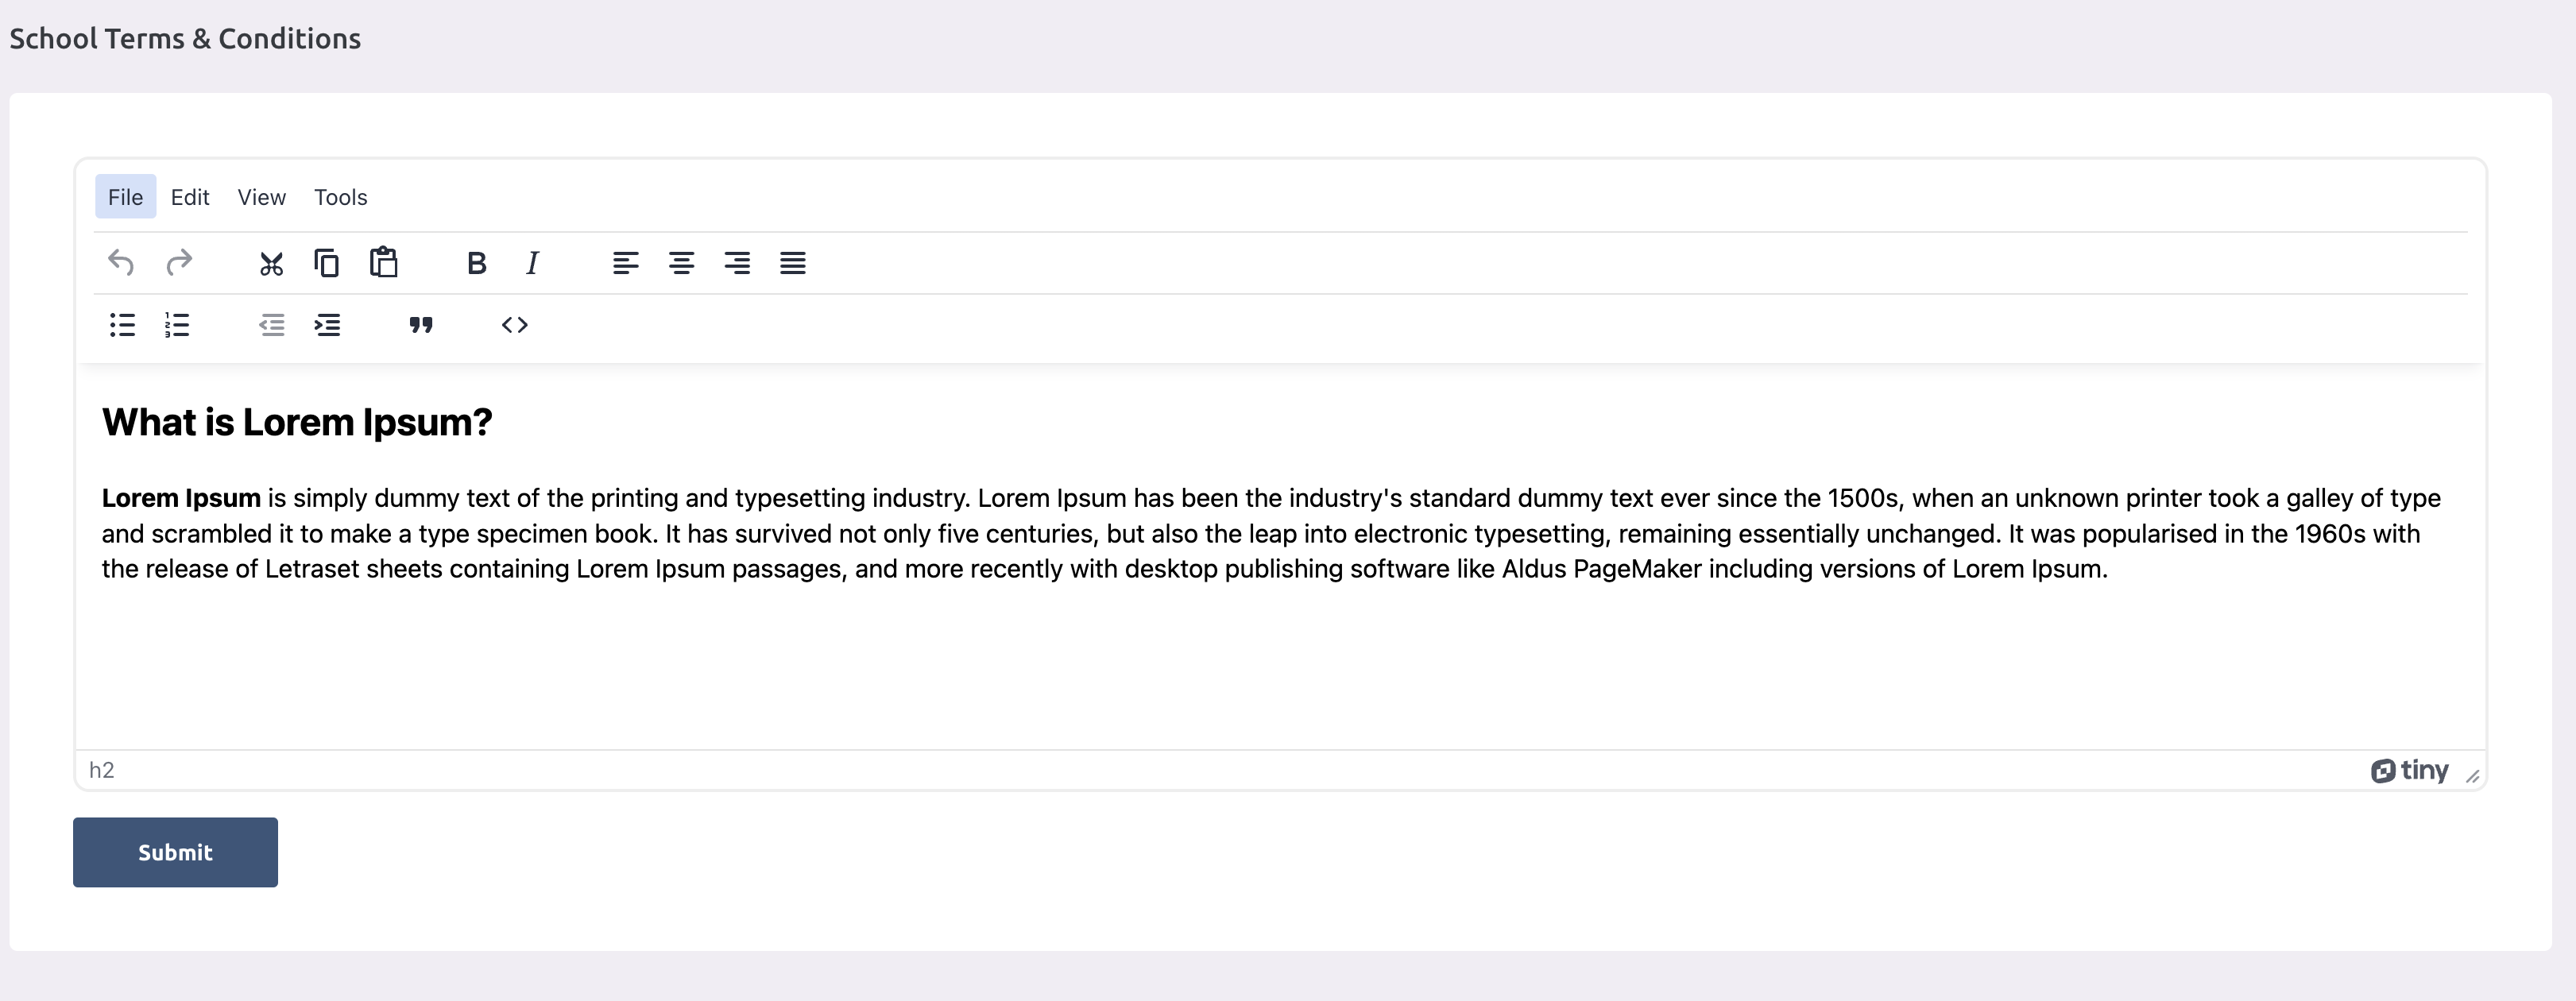 School Terms & Conditions
File Edit View Tools
B I
What is Lorem Ipsum?
Lorem Ipsum is simply dummy text of the printing and typesetting industry. Lorem Ipsum has been the industry's standard dummy text ever since the 1500s, when an unknown printer took a galley of type
and scrambled it to make a type specimen book. It has survived not only five centuries, but also the leap into electronic typesetting, remaining essentially unchanged. It was popularised in the 1960s with
the release of Letraset sheets containing Lorem Ipsum passages, and more recently with desktop publishing software like Aldus PageMaker including versions of Lorem Ipsum.
h2 tiny
Submit